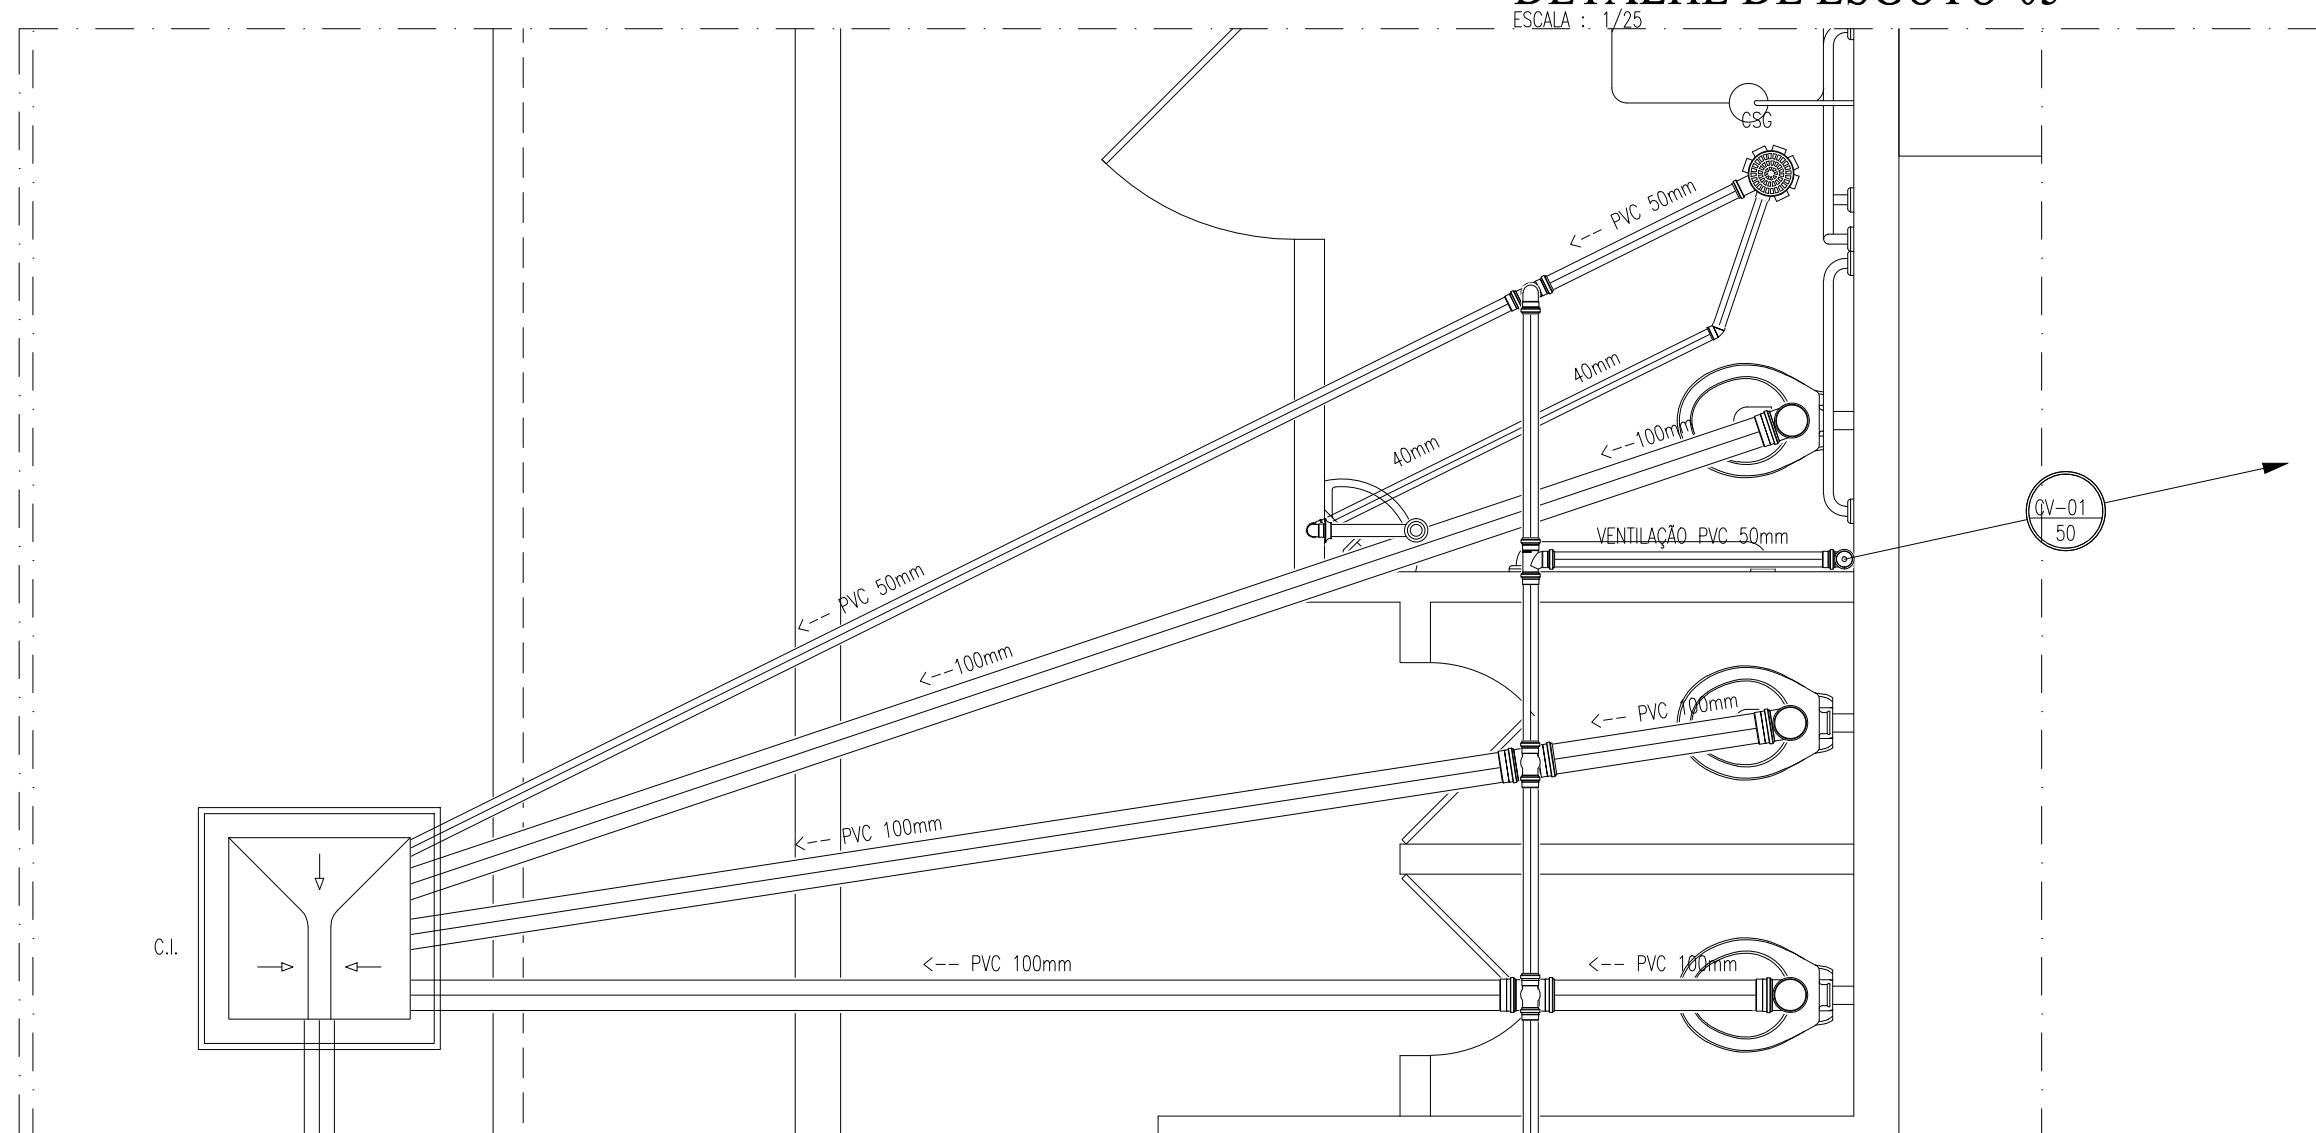 ESCALA : 1/25
CSG
<-- PVC 50mm
40mm
<--100mm
40mm
CV-01
50
VENTILAÇÃO PVC 50mm
<-- PVC 50mm
<--100mm
<-- PVC 100mm
<-- PVC 100mm
C.I.
<-- PVC 100mm
<-- PVC 100mm